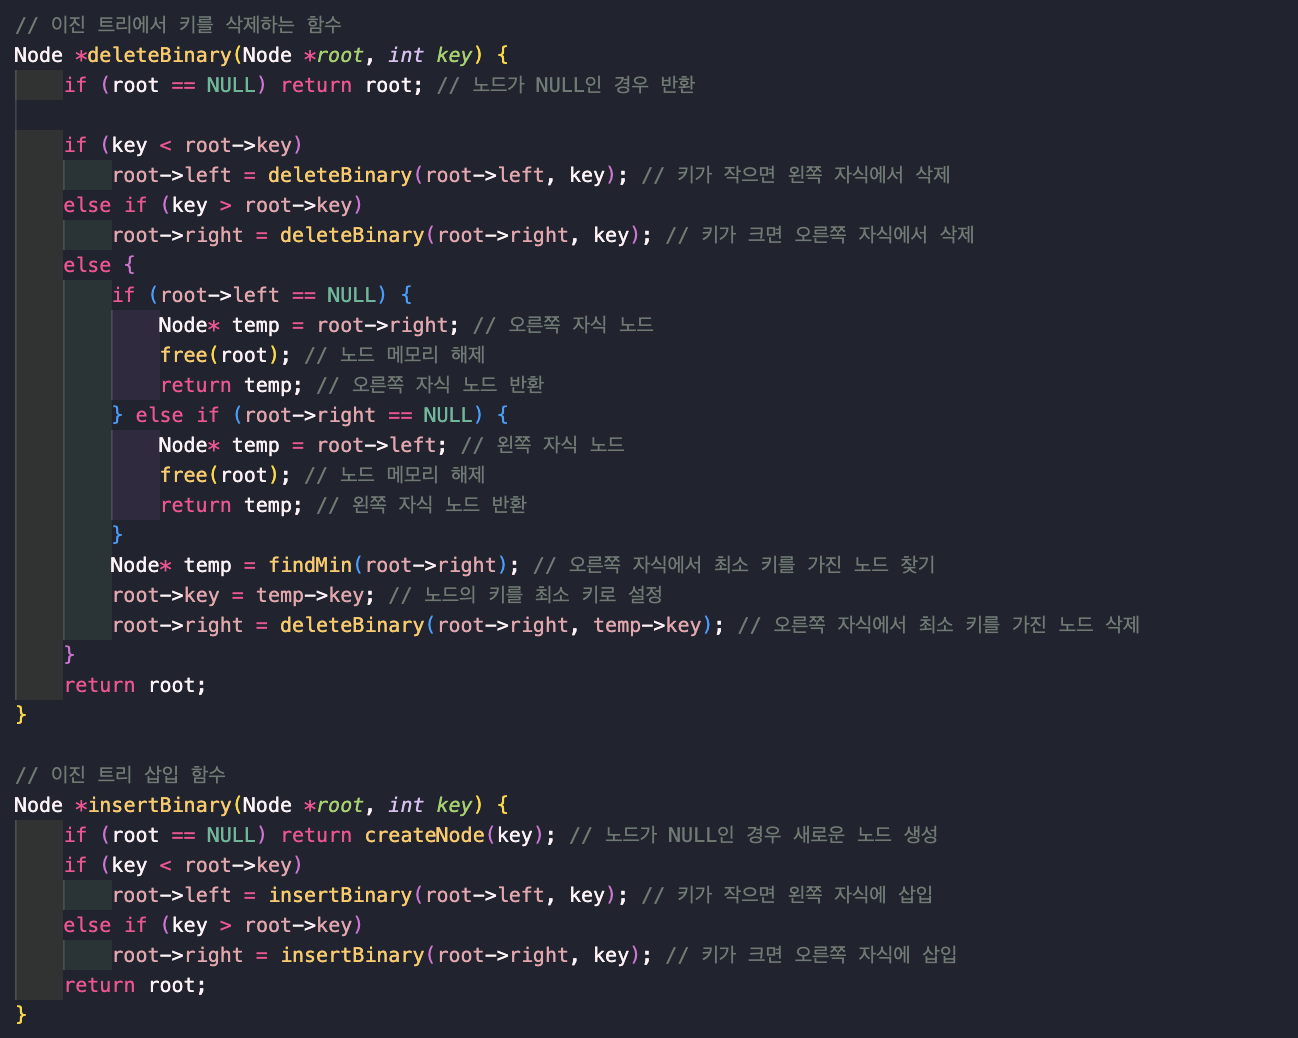 // 이진 트리에서 키를 삭제하는 함수
Node *deleteBinary(Node *root, int key) {
    if (root == NULL) return root; // 노드가 NULL인 경우 반환

    if (key < root->key)
        root->left = deleteBinary(root->left, key); // 키가 작으면 왼쪽 자식에서 삭제
    else if (key > root->key)
        root->right = deleteBinary(root->right, key); // 키가 크면 오른쪽 자식에서 삭제
    else {
        if (root->left == NULL) {
            Node* temp = root->right; // 오른쪽 자식 노드
            free(root); // 노드 메모리 해제
            return temp; // 오른쪽 자식 노드 반환
        } else if (root->right == NULL) {
            Node* temp = root->left; // 왼쪽 자식 노드
            free(root); // 노드 메모리 해제
            return temp; // 왼쪽 자식 노드 반환
        }
        Node* temp = findMin(root->right); // 오른쪽 자식에서 최소 키를 가진 노드 찾기
        root->key = temp->key; // 노드의 키를 최소 키로 설정
        root->right = deleteBinary(root->right, temp->key); // 오른쪽 자식에서 최소 키를 가진 노드 삭제
    }
    return root;
}

// 이진 트리 삽입 함수
Node *insertBinary(Node *root, int key) {
    if (root == NULL) return createNode(key); // 노드가 NULL인 경우 새로운 노드 생성
    if (key < root->key)
        root->left = insertBinary(root->left, key); // 키가 작으면 왼쪽 자식에 삽입
    else if (key > root->key)
        root->right = insertBinary(root->right, key); // 키가 크면 오른쪽 자식에 삽입
    return root;
}